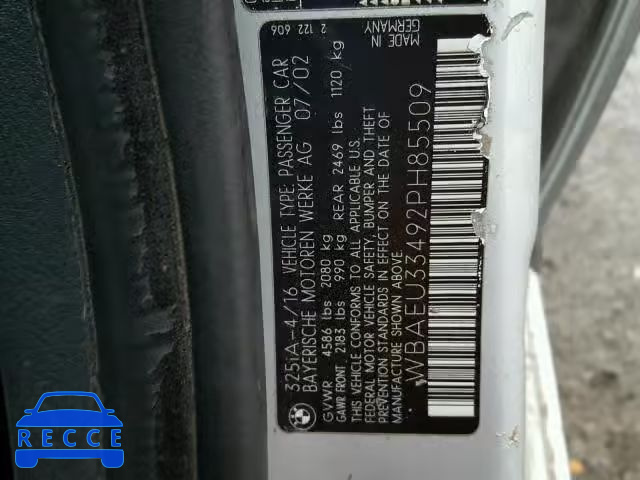 325iA-4/16 VEHICLE TYPE: PASSENGER CAR
BAYERISCHE MOTOREN WERKE AG 07/02
GVWR 4586 lbs 2080 kg
GAWR FRONT 2183 lbs 990 kg REAR 2469 lbs 1120 kg
THIS VEHICLE CONFORMS TO ALL APPLICABLE U.S.
FEDERAL MOTOR VEHICLE SAFETY, BUMPER AND THEFT
PREVENTION STANDARDS IN EFFECT ON THE DATE OF
MANUFACTURE SHOWN ABOVE.
WBAEU33492PH85509
2 122 606
MADE IN
GERMANY
BMW
RECCE